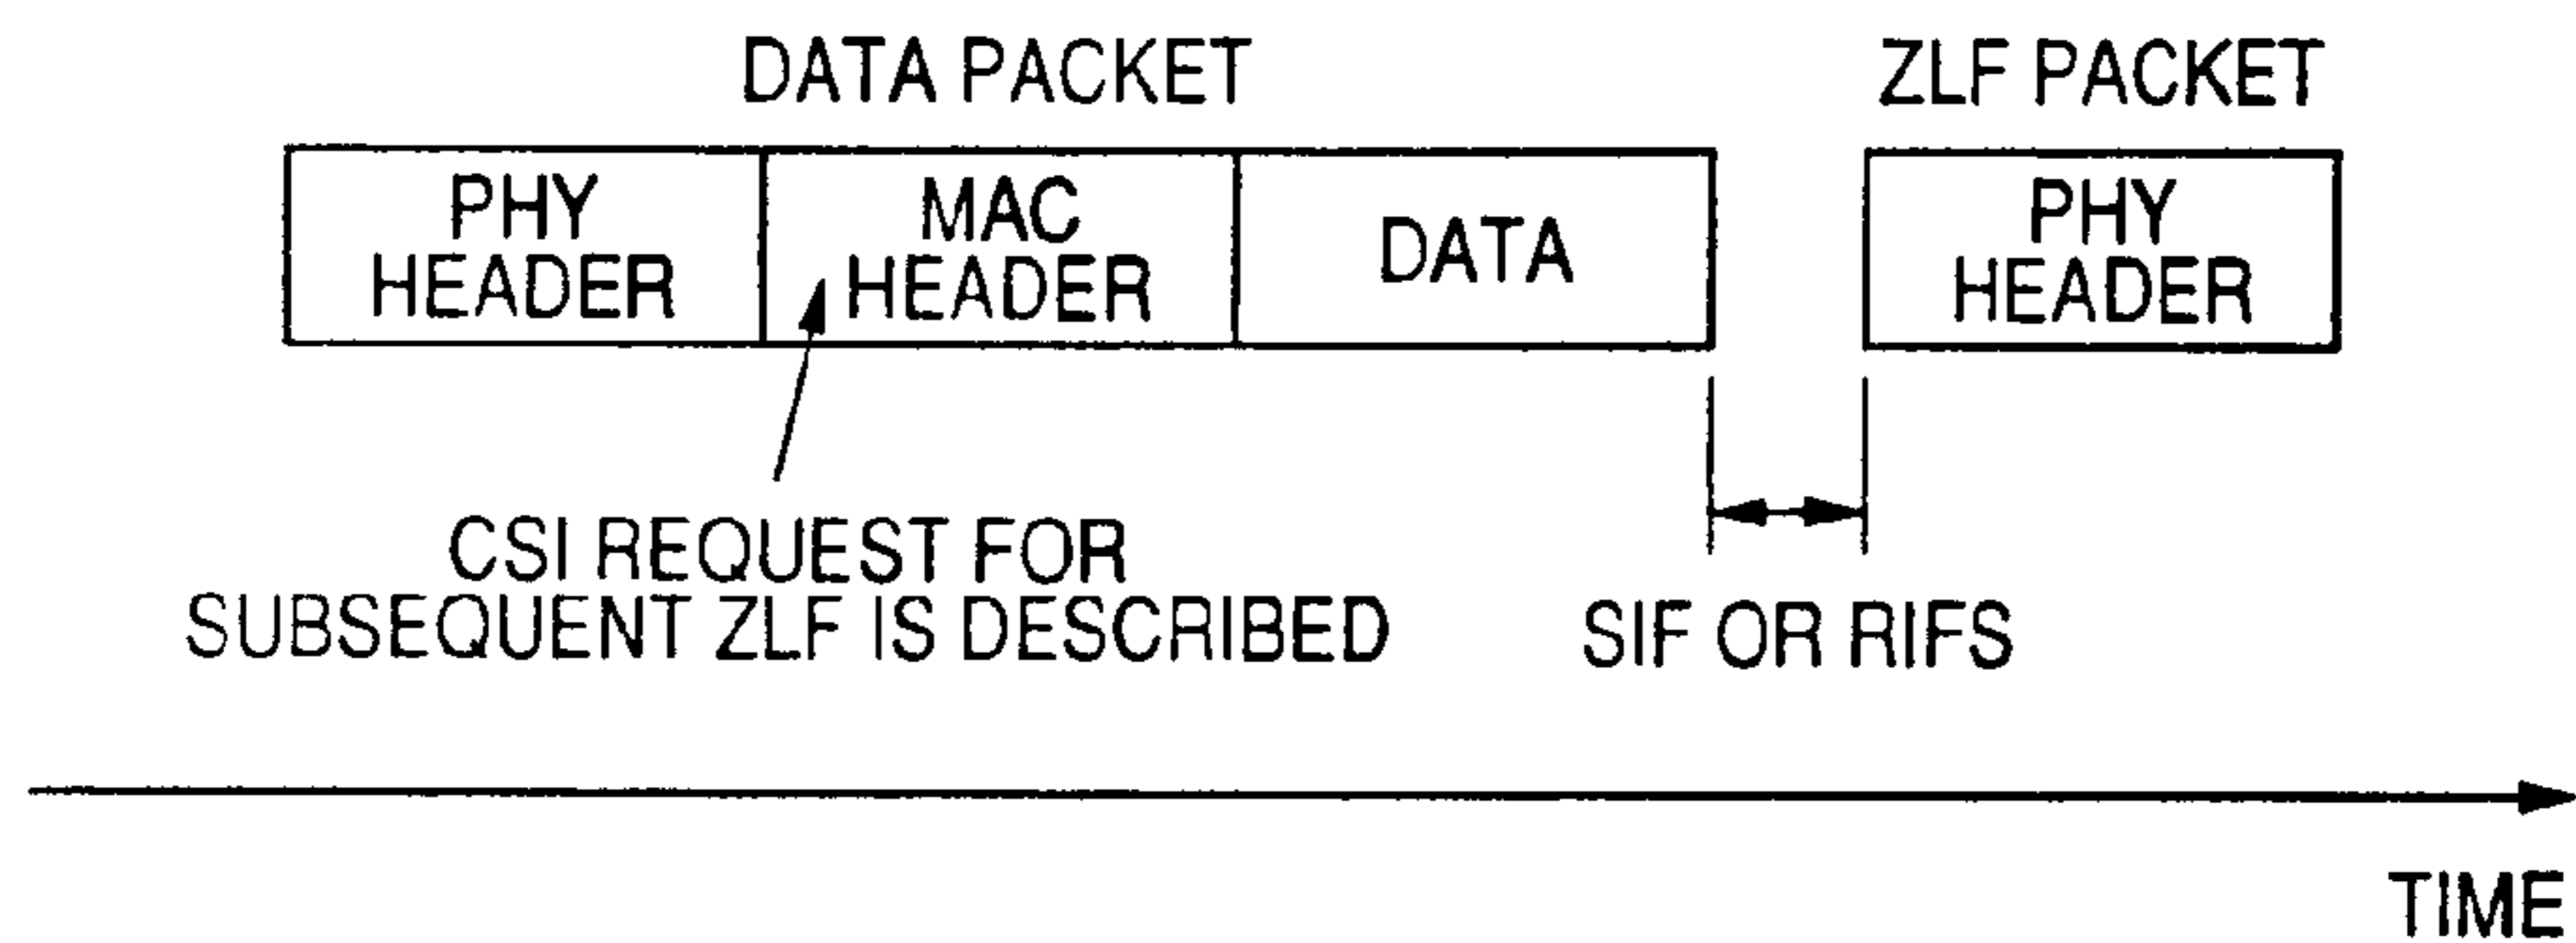 DATA PACKET
ZLF PACKET
PHY
HEADER
MAC
HEADER
DATA
PHY
HEADER
CSI REQUEST FOR
SUBSEQUENT ZLF IS DESCRIBED
SIF OR RIFS
TIME